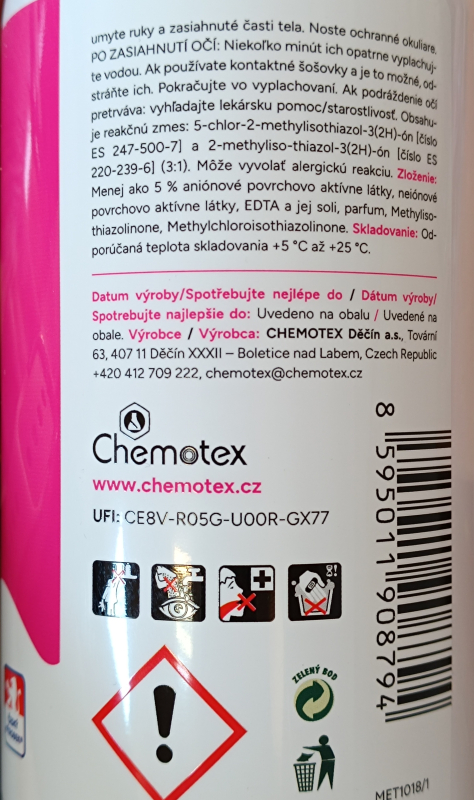 umyte ruky a zasiahnuté časti tela. Noste ochranné okuliare.
PO ZASIAHNUTÍ OČÍ: Niekoľko minút ich opatrne vyplachuj-
te vodou. Ak používate kontaktné šošovky a je to možné, od-
stráňte ich. Pokračujte vo vyplachovaní. Ak podráždenie očí
pretrváva: vyhľadajte lekársku pomoc/starostlivosť. Obsahu-
je reakčnú zmes: 5-chlor-2-methylisothiazol-3(2H)-ón [číslo
ES 247-500-7] a 2-methyliso-thiazol-3(2H)-ón [číslo ES
220-239-6] (3:1). Môže vyvolať alergickú reakciu. Zloženie:
Menej ako 5 % aniónové povrchovo aktívne látky, neiónové
povrchovo aktívne látky, EDTA a jej soli, parfum, Methyliso-
thiazolinone, Methylchloroisothiazolinone. Skladovanie: Od-
porúčaná teplota skladovania +5 °C až +25 °C.
Datum výroby/Spotřebujte nejlépe do / Dátum výroby/
Spotrebujte najlepšie do: Uvedeno na obalu / Uvedené na
obale. Výrobce / Výrobca: CHEMOTEX Děčín a.s., Tovární
63, 407 11 Děčín XXXII – Boletice nad Labem, Czech Republic
+420 412 709 222, chemotex@chemotex.cz
Chemotex
www.chemotex.cz
UFI: CE8V-R05G-U00R-GX77
8 595011 908794
ZELENÝ BOD
MET1018/1